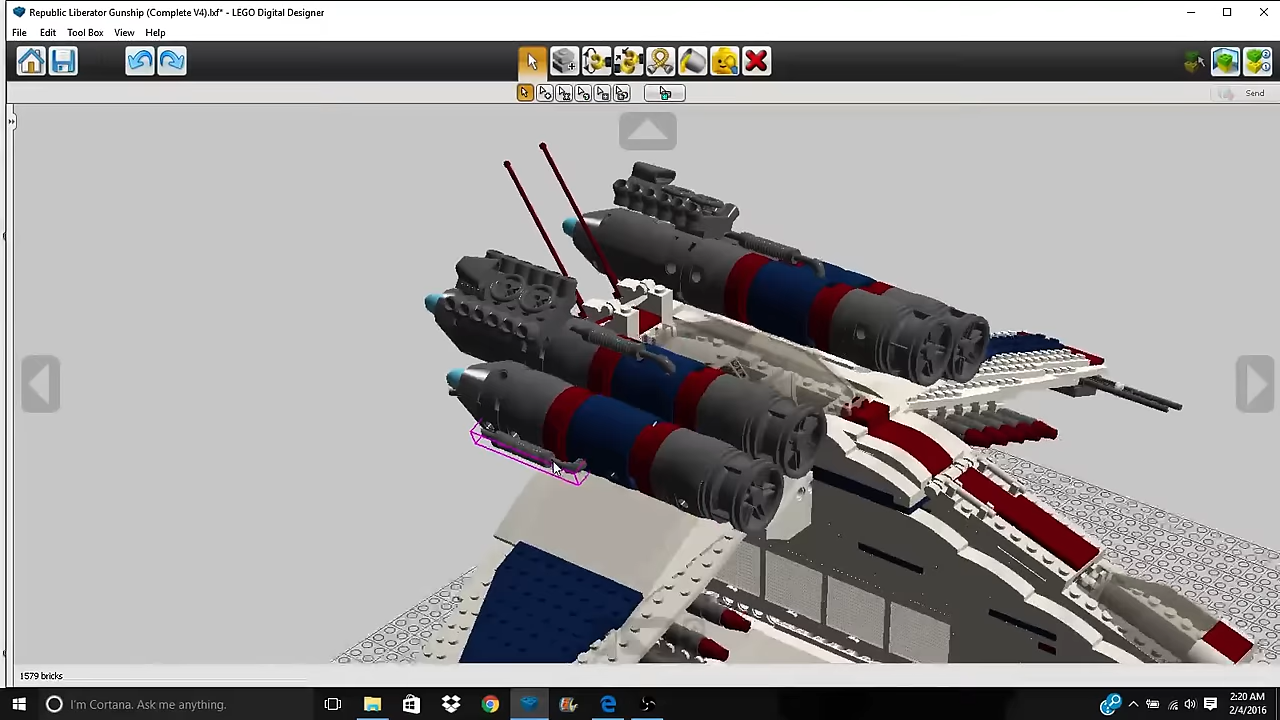 Republic Liberator Gunship (Complete V4).lxf* - LEGO Digital Designer
File Edit Tool Box View Help
Send
1579 bricks
I'm Cortana. Ask me anything.
2:20 AM
2/4/2016